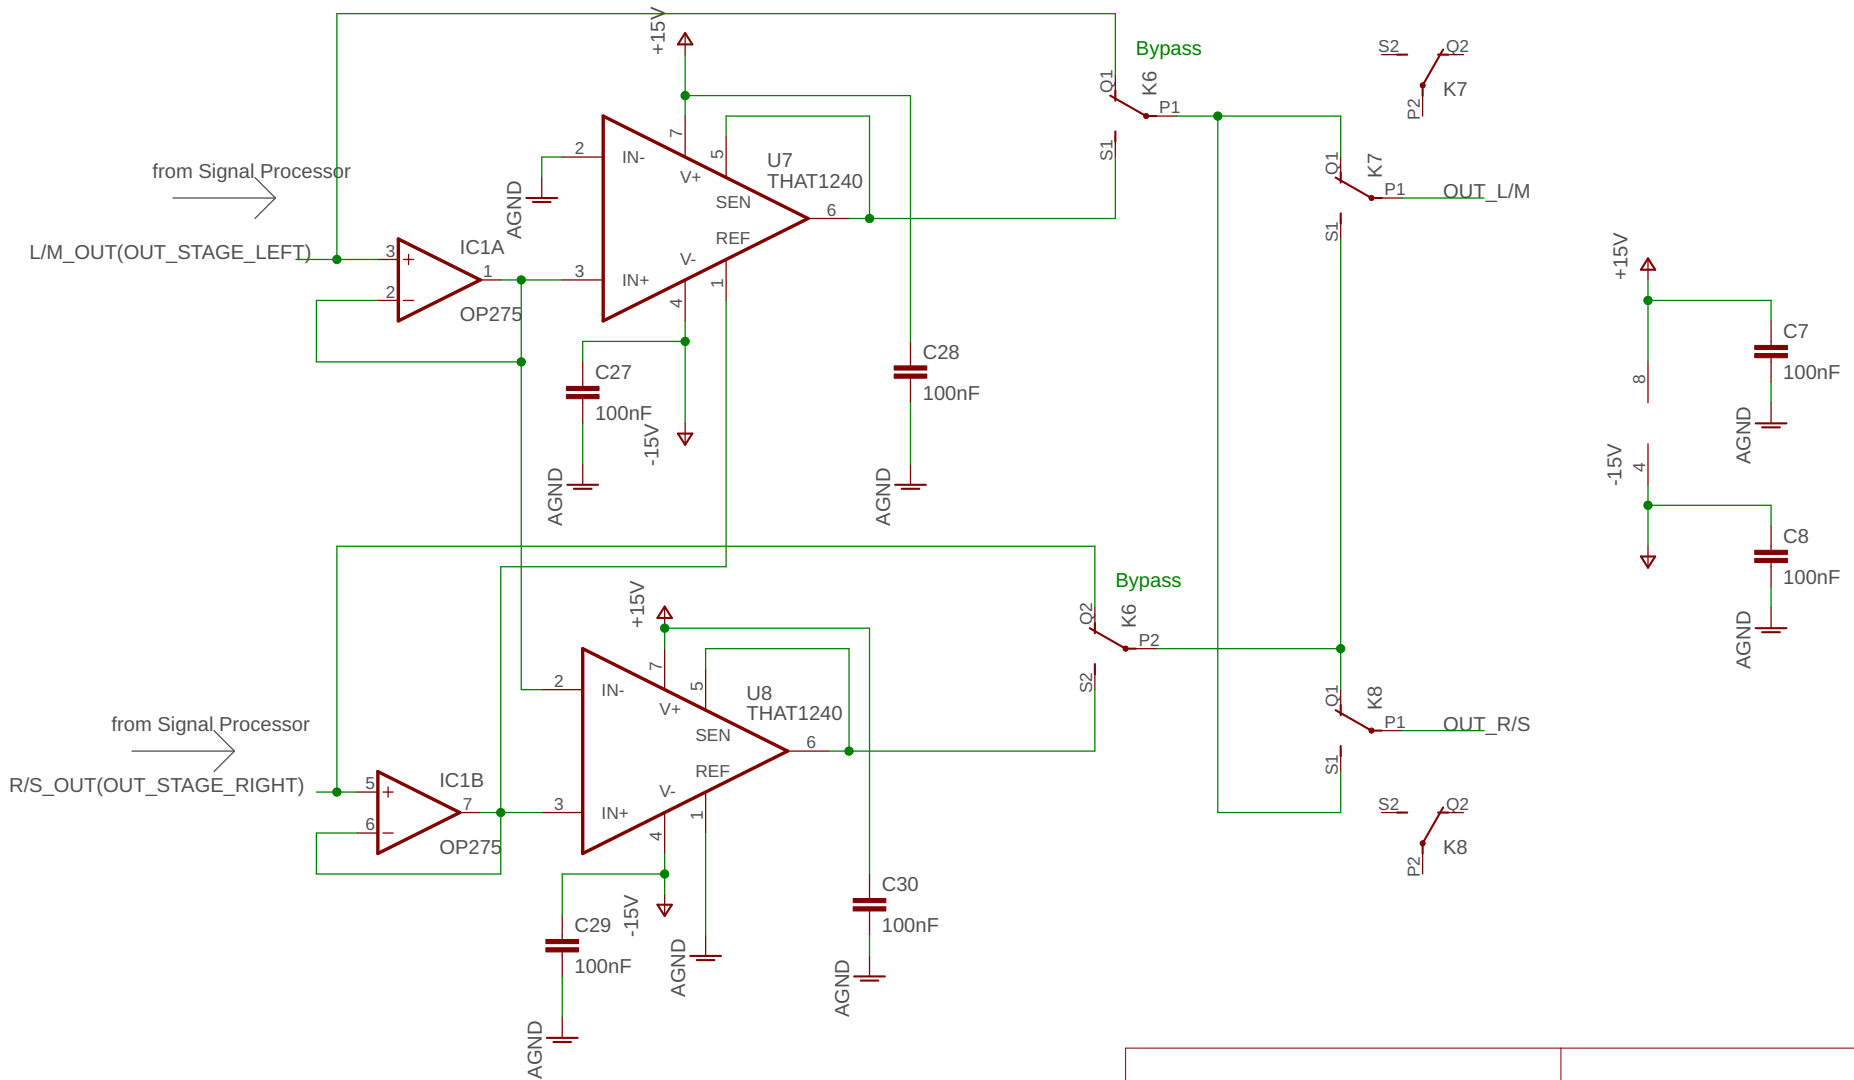 +15V
Bypass
Q1
K6
P1
S1
S2
Q2
K7
P2
from Signal Processor
L/M_OUT(OUT_STAGE_LEFT)
3
2
1
IC1A
OP275
AGND
2
3
IN-
IN+
7
V+
5
SEN
REF
V-
4
1
U7
THAT1240
6
C27
100nF
-15V
AGND
C28
100nF
AGND
Q1
K7
P1
OUT_L/M
S1
+15V
8
C7
100nF
AGND
-15V
4
C8
100nF
AGND
Bypass
Q2
K6
P2
S2
from Signal Processor
R/S_OUT(OUT_STAGE_RIGHT)
5
6
7
IC1B
OP275
+15V
2
3
IN-
IN+
7
V+
5
SEN
REF
V-
4
1
U8
THAT1240
6
Q1
K8
P1
OUT_R/S
S1
S2
Q2
K8
P2
C29
100nF
-15V
AGND
AGND
C30
100nF
AGND